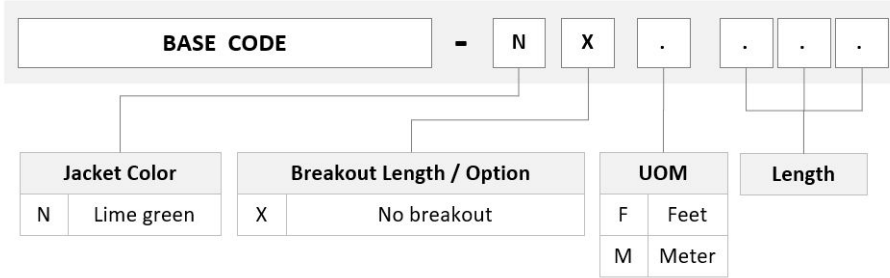 BASE CODE - N X . . . .
Jacket Color
N Lime green
Breakout Length / Option
X No breakout
UOM
F Feet
M Meter
Length